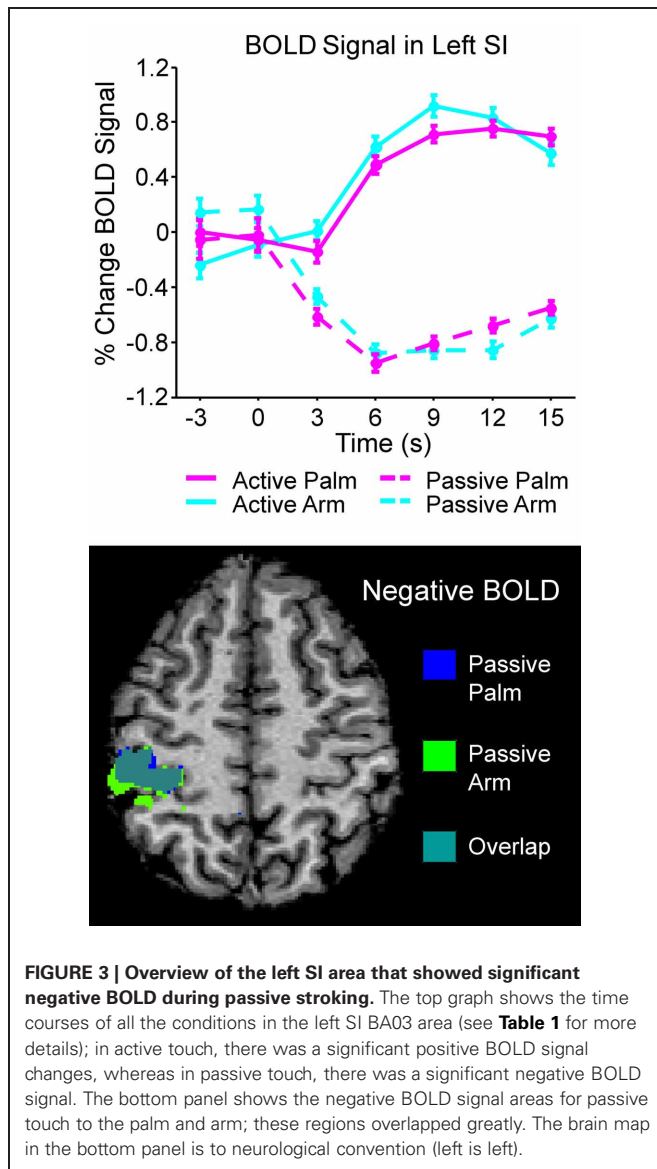 BOLD Signal in Left SI
% Change BOLD Signal
1.2
0.8
0.4
0
-0.4
-0.8
-1.2
-3 0 3 6 9 12 15
Time (s)
Active Palm Passive Palm
Active Arm Passive Arm
Negative BOLD
Passive
Palm
Passive
Arm
Overlap
FIGURE 3 | Overview of the left SI area that showed significant
negative BOLD during passive stroking. The top graph shows the time
courses of all the conditions in the left SI BA03 area (see Table 1 for more
details); in active touch, there was a significant positive BOLD signal
changes, whereas in passive touch, there was a significant negative BOLD
signal. The bottom panel shows the negative BOLD signal areas for passive
touch to the palm and arm; these regions overlapped greatly. The brain map
in the bottom panel is to neurological convention (left is left).